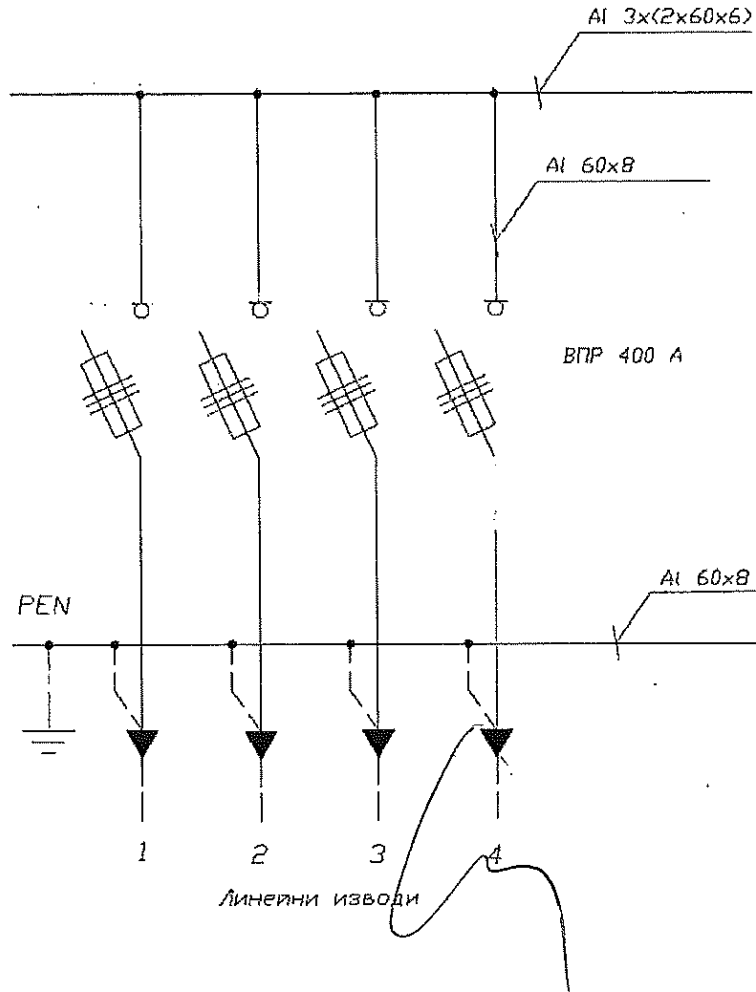 Al 3x(2x60x6)
Al 60x8
ВПР 400 А
Al 60x8
PEN
1 2 3 4
Линейни изводи